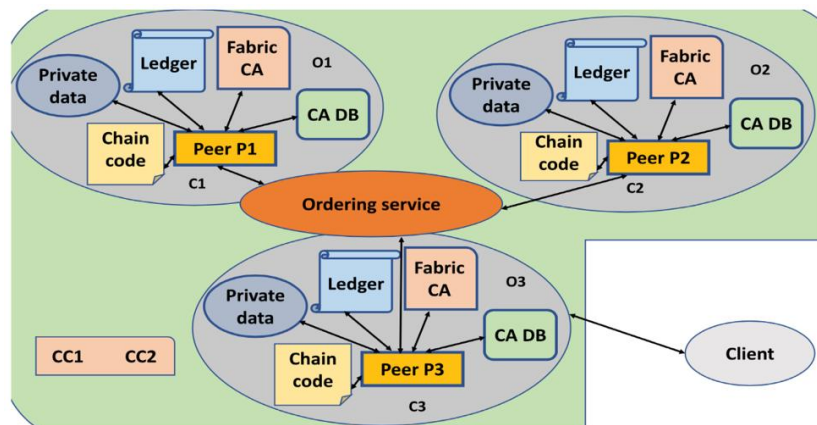 Private
data
Ledger
Fabric
CA
O1
CA DB
Chain
code
Peer P1
C1
Private
data
Ledger
Fabric
CA
O2
CA DB
Chain
code
Peer P2
C2
Ordering service
Private
data
Ledger
Fabric
CA
O3
CA DB
Chain
code
Peer P3
C3
CC1 CC2
Client